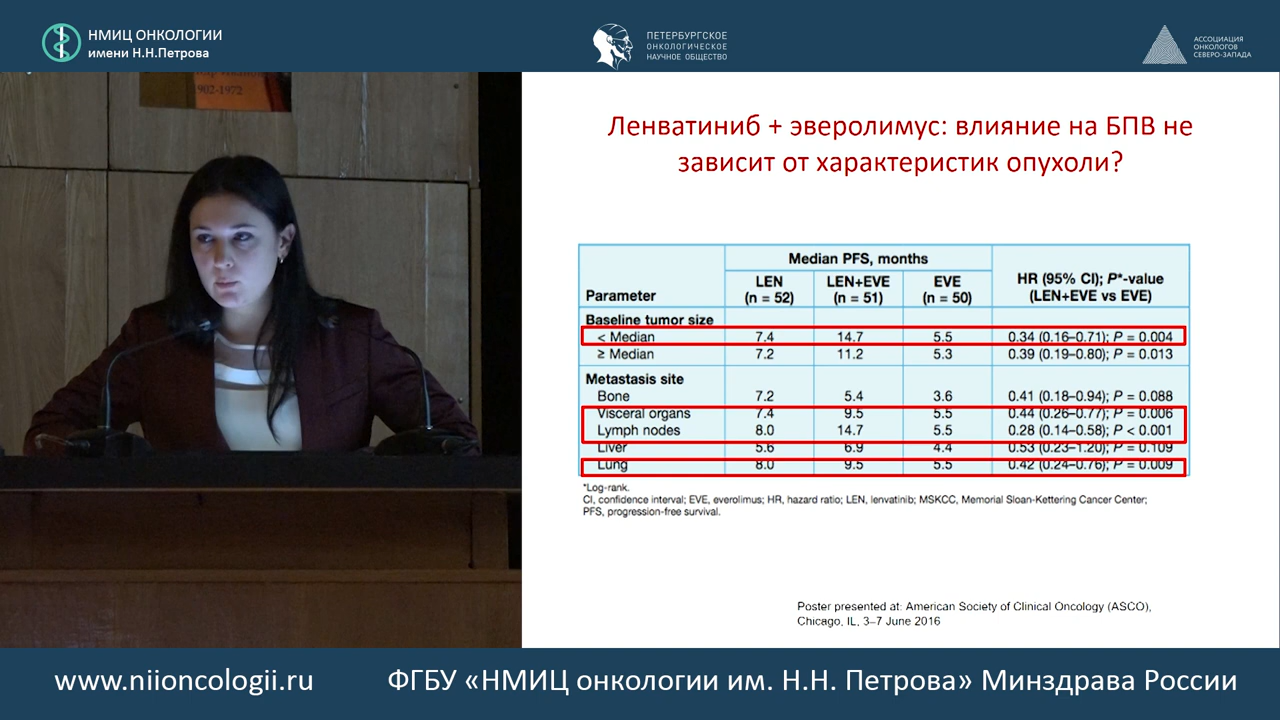 НМИЦ ОНКОЛОГИИ
имени Н.Н.Петрова
ПЕТЕРБУРГСКОЕ
ОНКОЛОГИЧЕСКОЕ
НАУЧНОЕ ОБЩЕСТВО
АССОЦИАЦИЯ
ОНКОЛОГОВ
СЕВЕРО-ЗАПАДА
902-1972
Ленватиниб + эверолимус: влияние на БПВ не
зависит от характеристик опухоли?
Median PFS, months
Parameter LEN (n = 52) LEN+EVE (n = 51) EVE (n = 50) HR (95% CI); P*-value (LEN+EVE vs EVE)
Baseline tumor size
< Median 7.4 14.7 5.5 0.34 (0.16–0.71); P = 0.004
≥ Median 7.2 11.2 5.3 0.39 (0.19–0.80); P = 0.013
Metastasis site
Bone 7.2 5.4 3.6 0.41 (0.18–0.94); P = 0.088
Visceral organs 7.4 9.5 5.5 0.44 (0.26–0.77); P = 0.006
Lymph nodes 8.0 14.7 5.5 0.28 (0.14–0.58); P < 0.001
Liver 5.6 6.9 4.4 0.53 (0.23–1.20); P = 0.109
Lung 8.0 9.5 5.5 0.42 (0.24–0.76); P = 0.009
*Log-rank.
CI, confidence interval; EVE, everolimus; HR, hazard ratio; LEN, lenvatinib; MSKCC, Memorial Sloan-Kettering Cancer Center;
PFS, progression-free survival.
Poster presented at: American Society of Clinical Oncology (ASCO),
Chicago, IL, 3–7 June 2016
www.niioncologii.ru
ФГБУ «НМИЦ онкологии им. Н.Н. Петрова» Минздрава России